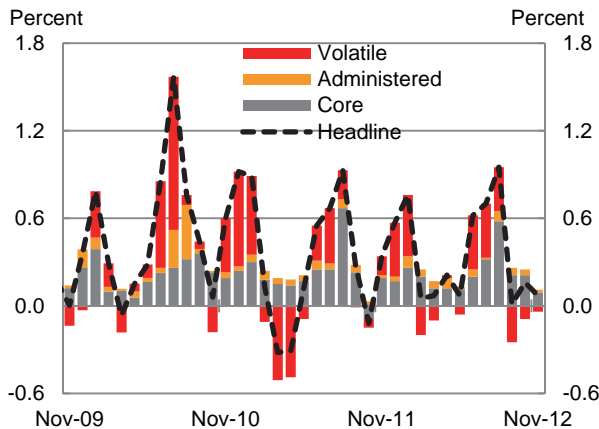 Percent Percent
1.8 1.8
Volatile
Administered
Core
Headline
1.2 1.2
0.6 0.6
0.0 0.0
-0.6 -0.6
Nov-09 Nov-10 Nov-11 Nov-12